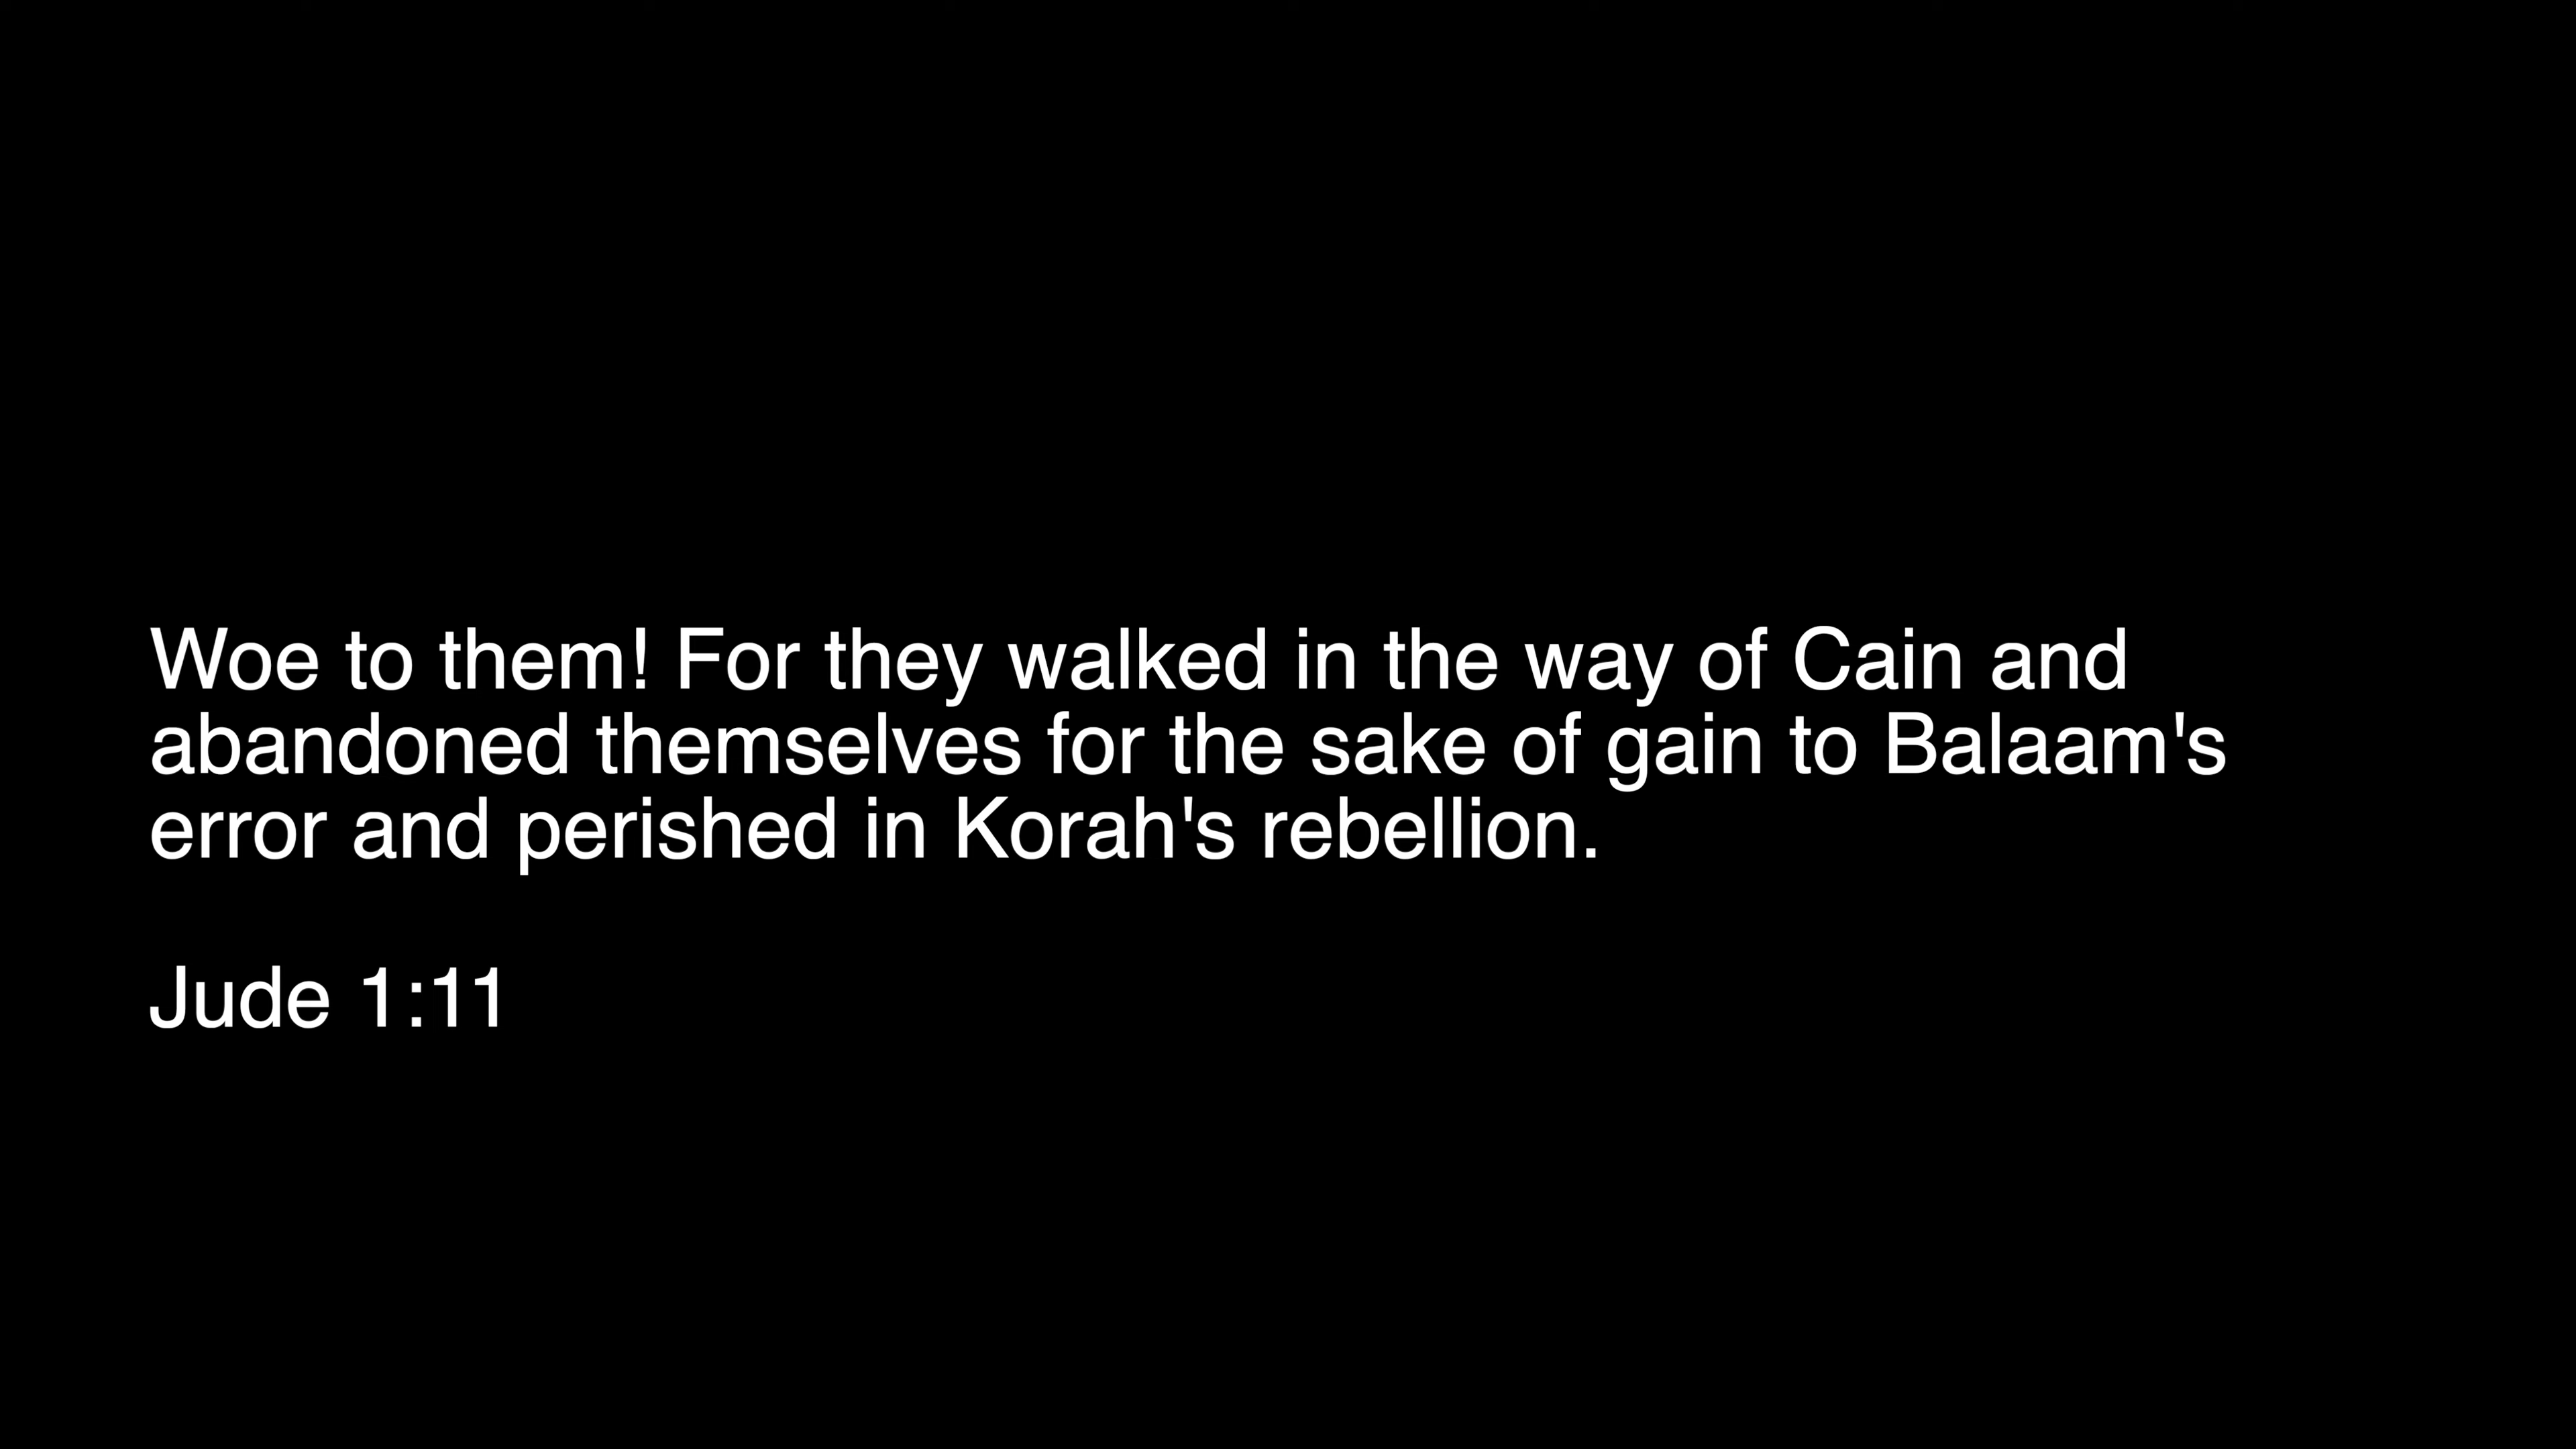 Woe to them! For they walked in the way of Cain and
abandoned themselves for the sake of gain to Balaam's
error and perished in Korah's rebellion.
Jude 1:11